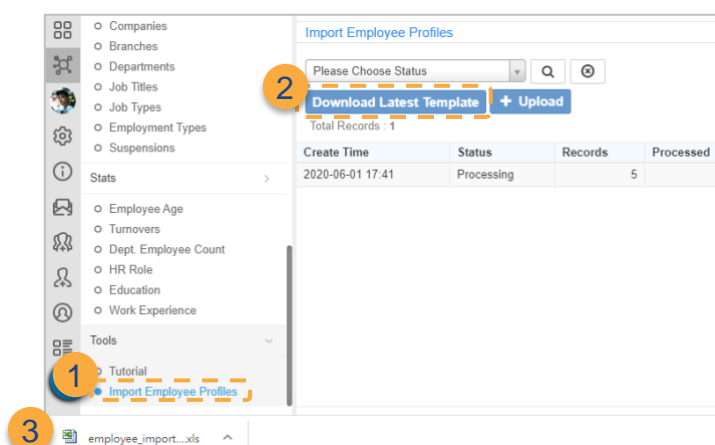 Companies
Branches
Departments
Job Titles
Job Types
Employment Types
Suspensions
Stats
Employee Age
Turnovers
Dept. Employee Count
HR Role
Education
Work Experience
Tools
Tutorial
1
Import Employee Profiles
Import Employee Profiles
Please Choose Status
2
Download Latest Template
+ Upload
Total Records : 1
Create Time Status Records Processed
2020-06-01 17:41 Processing 5
3
employee_import....xls